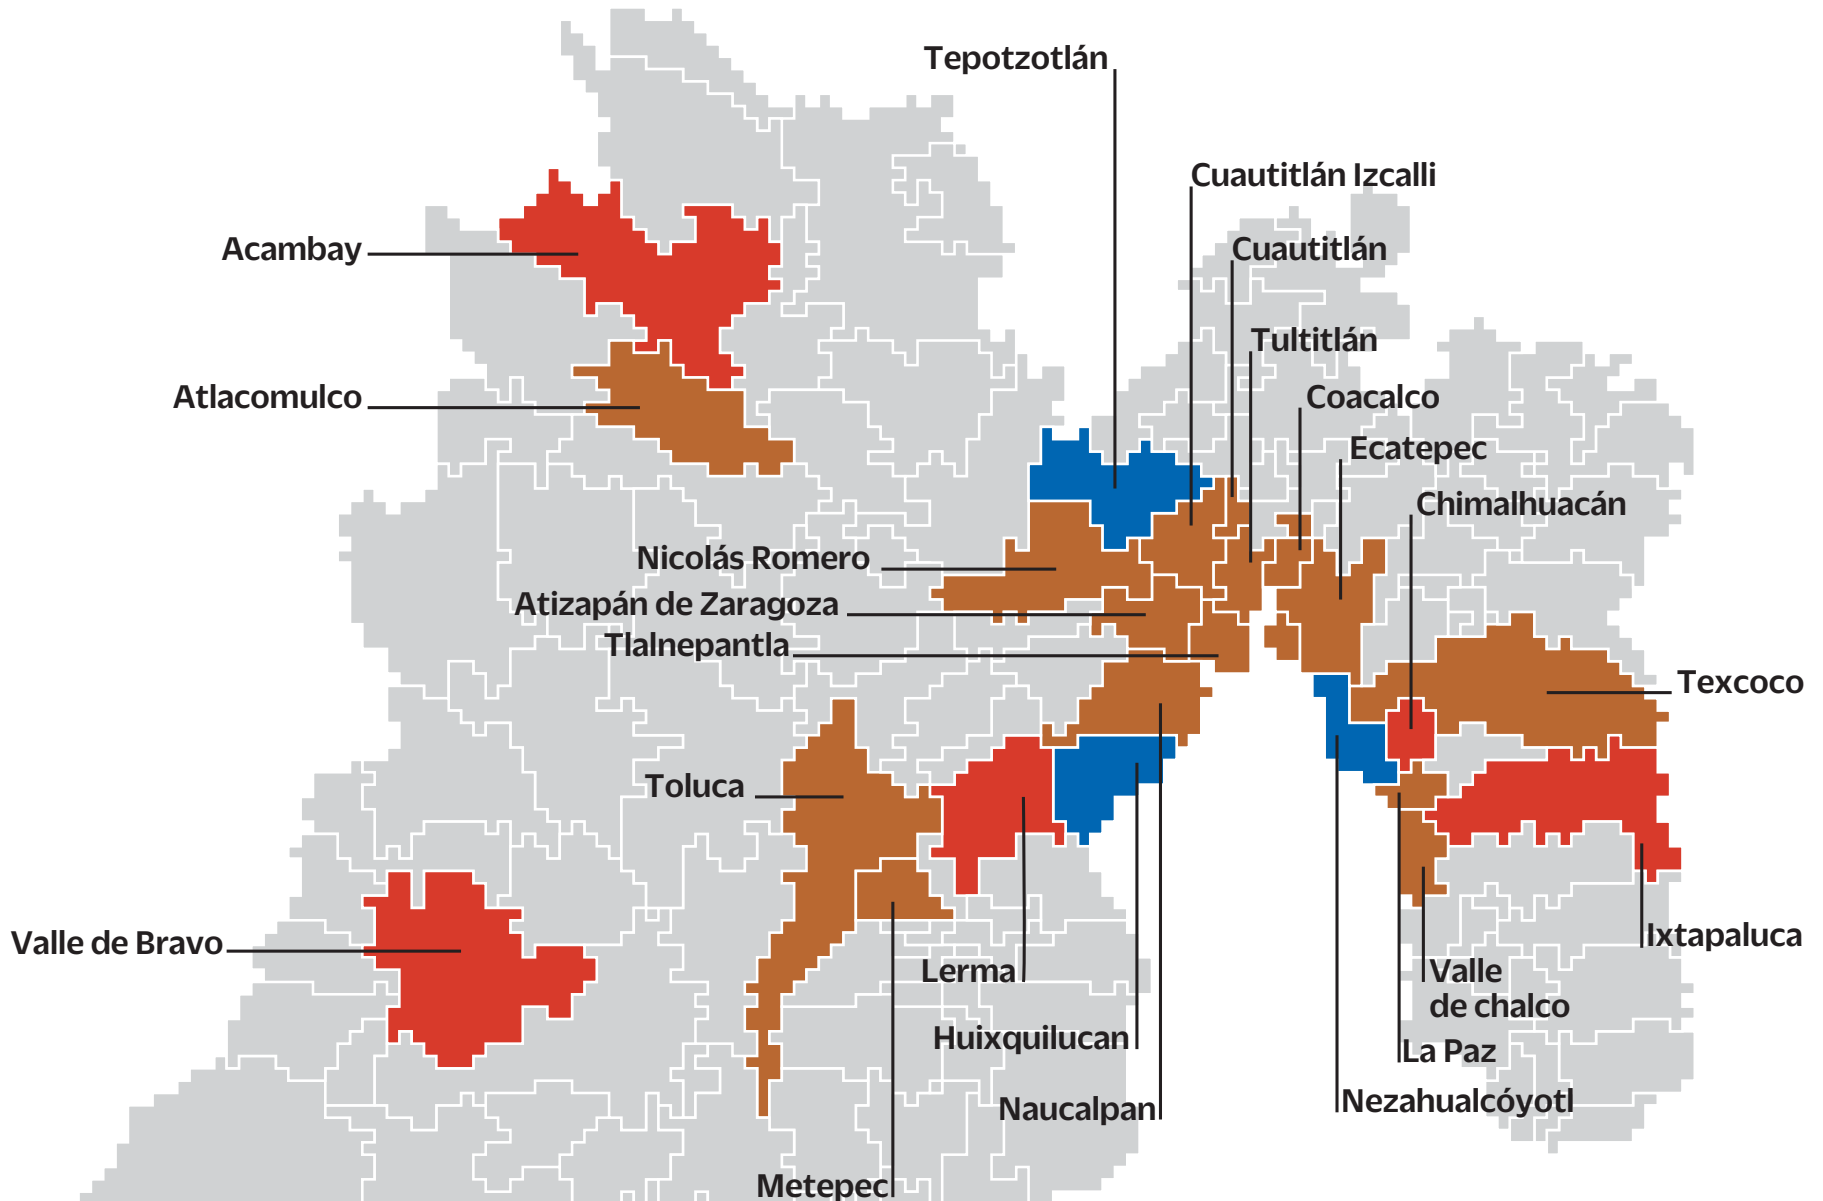 Tepotzotlán
Cuautitlán Izcalli
Acambay
Cuautitlán
Tultitlán
Atlacomulco
Coacalco
Ecatepec
Chimalhuacán
Nicolás Romero
Atizapán de Zaragoza
Tlalnepantla
Texcoco
Toluca
Valle de Bravo
Ixtapaluca
Lerma
Valle
de chalco
Huixquilucan
La Paz
Naucalpan
Nezahualcóyotl
Metepec